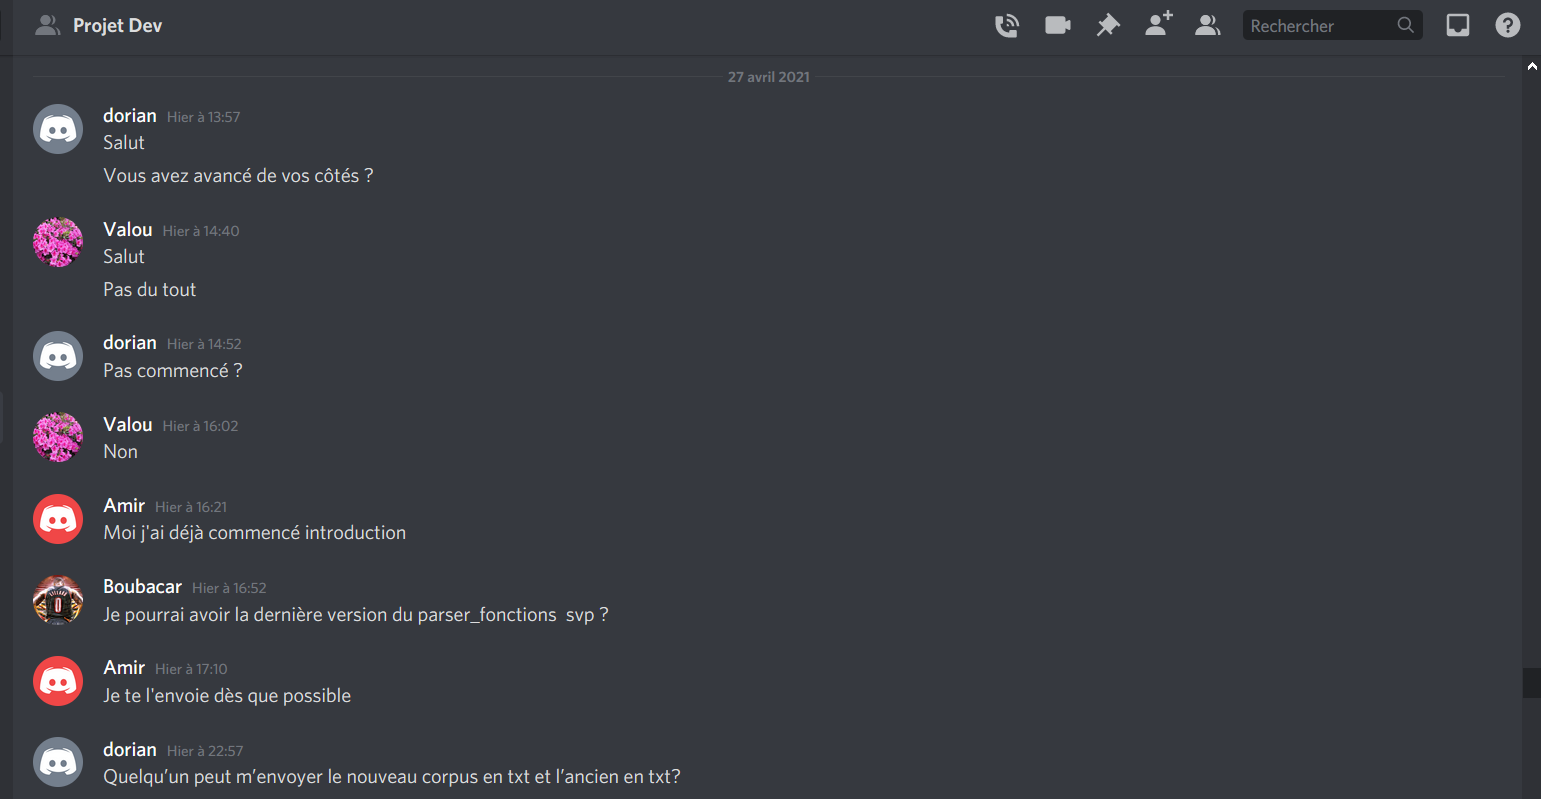 Projet Dev
Rechercher
27 avril 2021
dorian Hier à 13:57
Salut
Vous avez avancé de vos côtés ?
Valou Hier à 14:40
Salut
Pas du tout
dorian Hier à 14:52
Pas commencé ?
Valou Hier à 16:02
Non
Amir Hier à 16:21
Moi j'ai déjà commencé introduction
Boubacar Hier à 16:52
Je pourrai avoir la dernière version du parser_fonctions  svp ?
Amir Hier à 17:10
Je te l'envoie dès que possible
dorian Hier à 22:57
Quelqu’un peut m’envoyer le nouveau corpus en txt et l’ancien en txt?